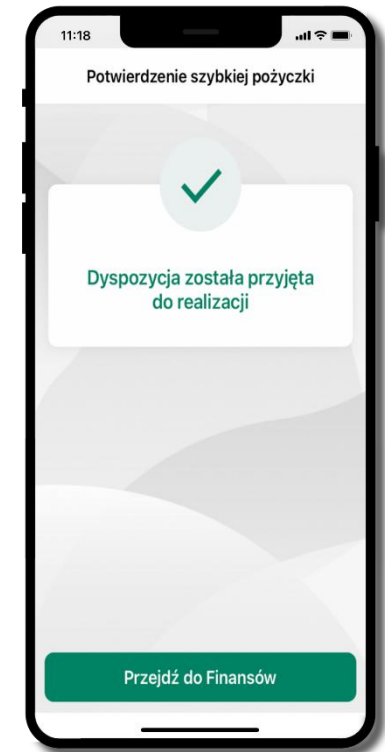 11:18
Potwierdzenie szybkiej pożyczki
Dyspozycja została przyjęta
do realizacji
Przejdź do Finansów